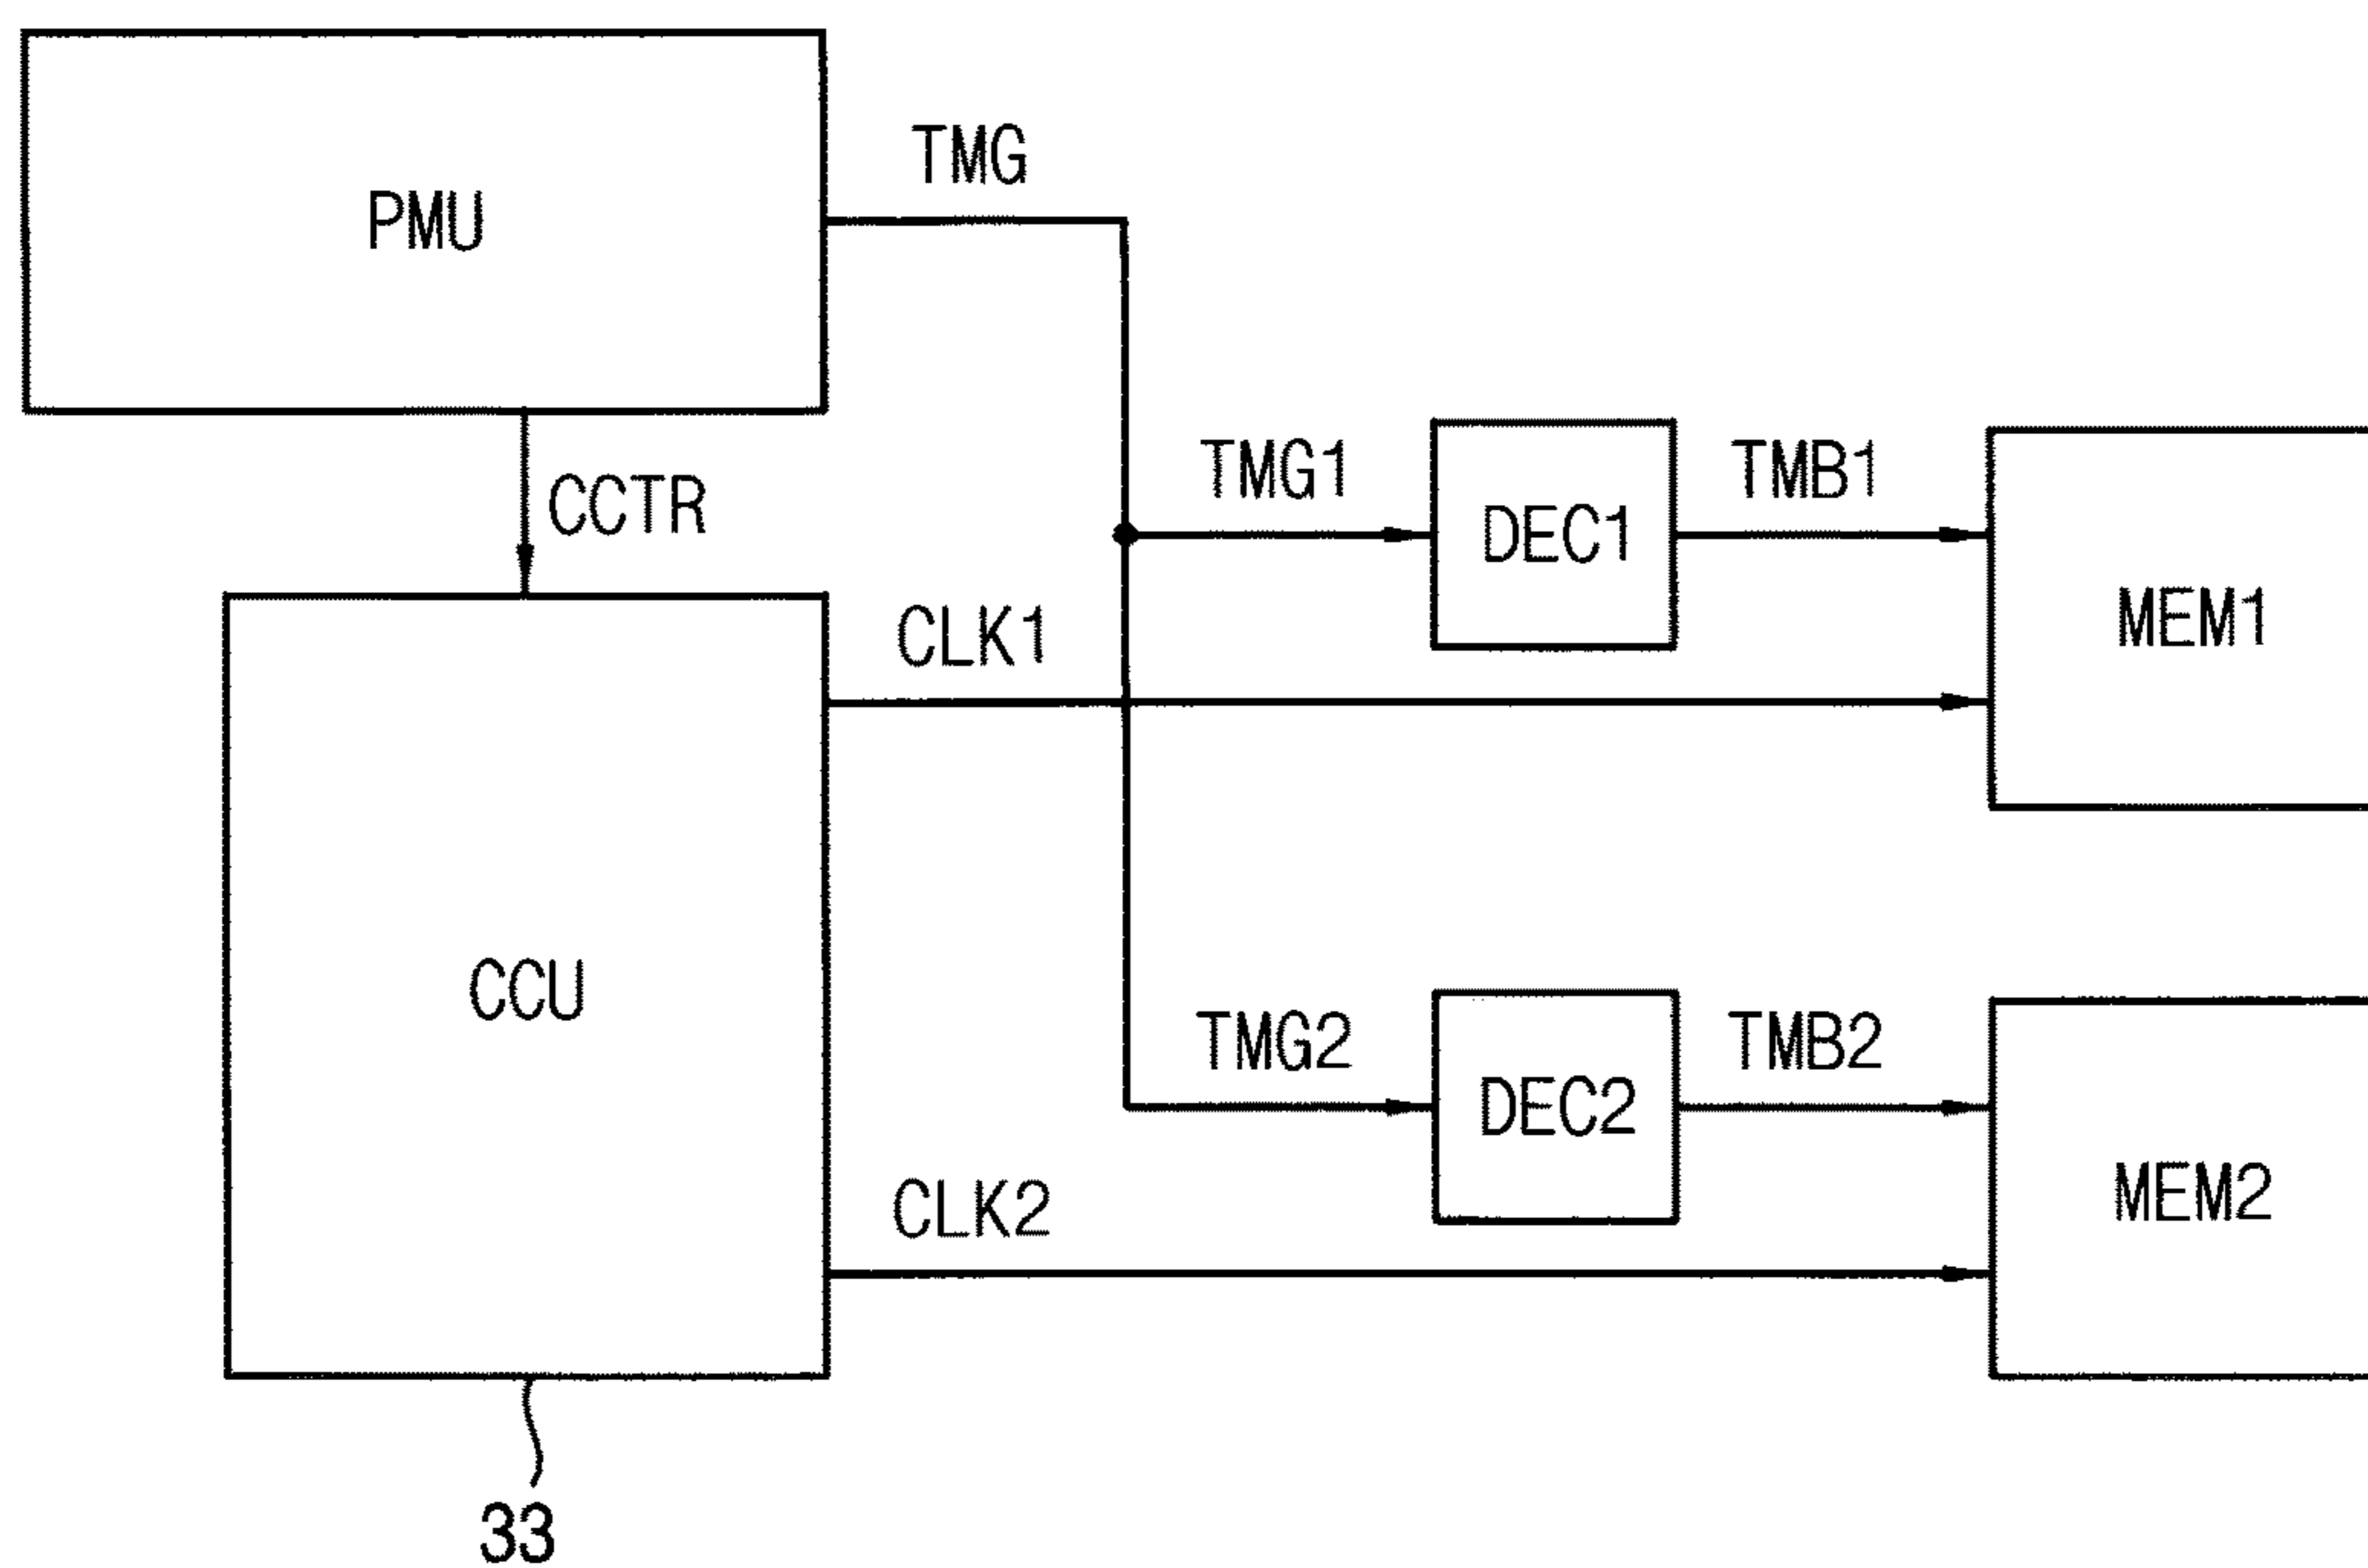 PMU
TMG
CCTR
TMG1
DEC1
TMB1
MEM1
CLK1
CCU
TMG2
DEC2
TMB2
MEM2
CLK2
33